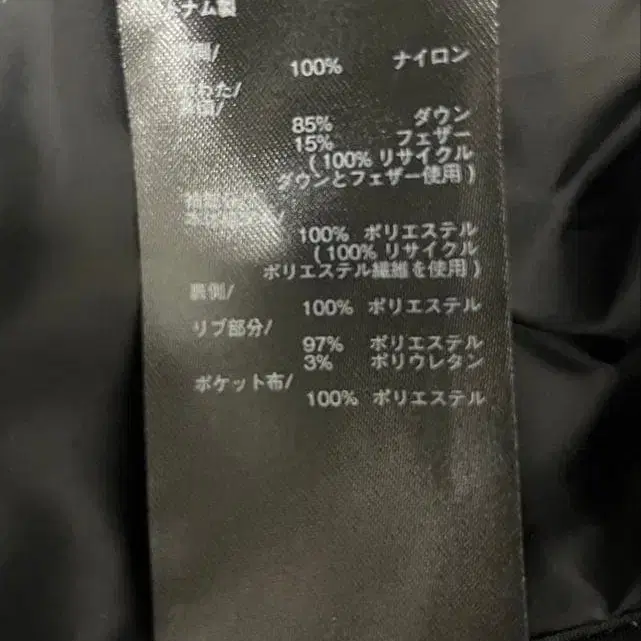 ナム製
100% ナイロン
85% ダウン
15% フェザー
( 100% リサイクル
ダウンとフェザー使用 )
100% ポリエステル
( 100% リサイクル
ポリエステル繊維を使用 )
裏側/
100% ポリエステル
リブ部分/
97% ポリエステル
3% ポリウレタン
ポケット布/
100% ポリエステル